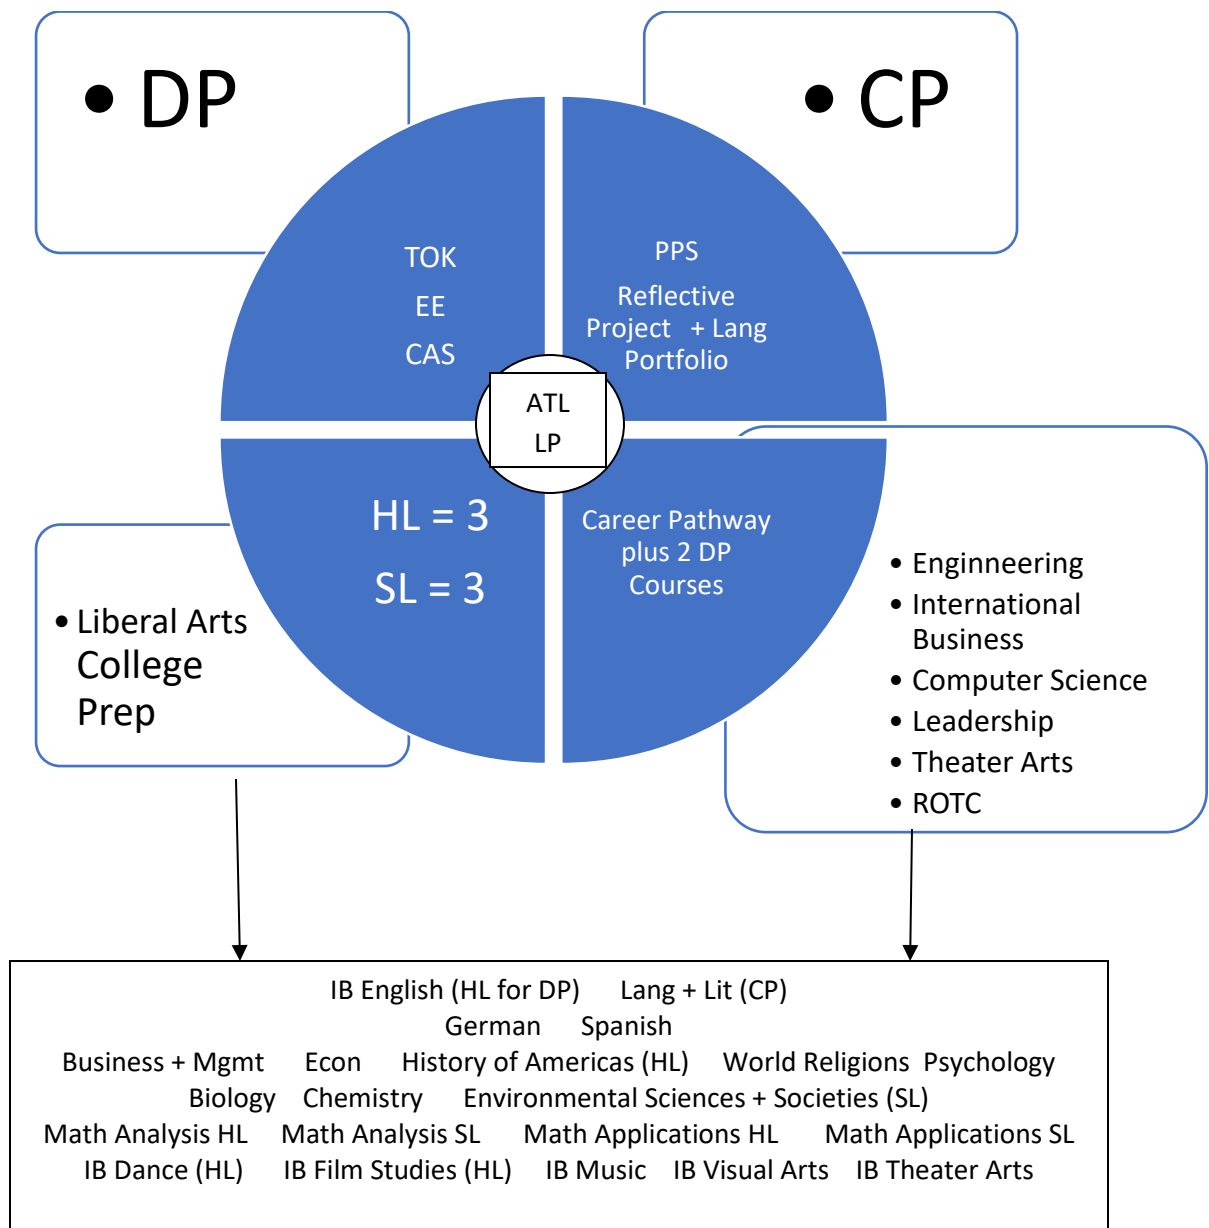 • DP
• CP
TOK
EE
CAS
PPS
Reflective
Project + Lang
Portfolio
ATL
LP
HL = 3
SL = 3
Career Pathway
plus 2 DP
Courses
• Liberal Arts
College
Prep
• Enginneering
• International
Business
• Computer Science
• Leadership
• Theater Arts
• ROTC
IB English (HL for DP) Lang + Lit (CP)
German Spanish
Business + Mgmt Econ History of Americas (HL) World Religions Psychology
Biology Chemistry Environmental Sciences + Societies (SL)
Math Analysis HL Math Analysis SL Math Applications HL Math Applications SL
IB Dance (HL) IB Film Studies (HL) IB Music IB Visual Arts IB Theater Arts